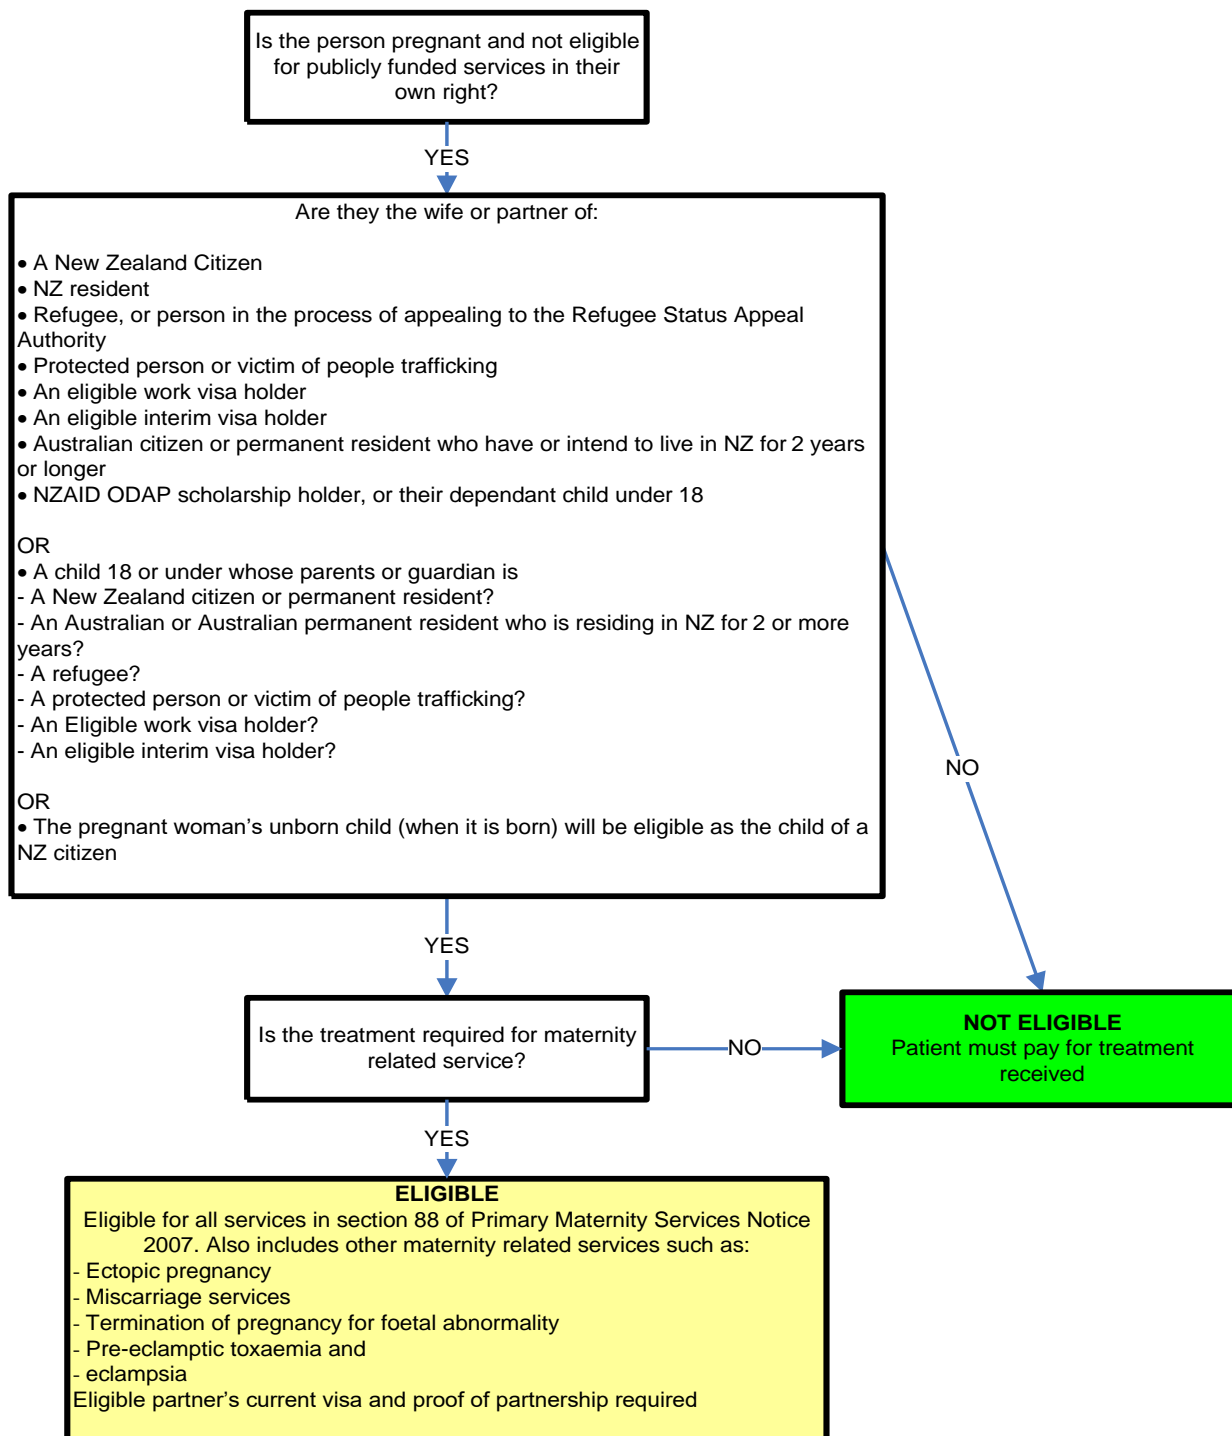 Is the person pregnant and not eligible
for publicly funded services in their
own right?
YES
Are they the wife or partner of:
• A New Zealand Citizen
• NZ resident
• Refugee, or person in the process of appealing to the Refugee Status Appeal
Authority
• Protected person or victim of people trafficking
• An eligible work visa holder
• An eligible interim visa holder
• Australian citizen or permanent resident who have or intend to live in NZ for 2 years
or longer
• NZAID ODAP scholarship holder, or their dependant child under 18
OR
• A child 18 or under whose parents or guardian is
- A New Zealand citizen or permanent resident?
- An Australian or Australian permanent resident who is residing in NZ for 2 or more
years?
- A refugee?
- A protected person or victim of people trafficking?
- An Eligible work visa holder?
- An eligible interim visa holder?
OR
• The pregnant woman’s unborn child (when it is born) will be eligible as the child of a
NZ citizen
NO
YES
Is the treatment required for maternity
related service?
NO
NOT ELIGIBLE
Patient must pay for treatment
received
YES
ELIGIBLE
Eligible for all services in section 88 of Primary Maternity Services Notice
2007. Also includes other maternity related services such as:
- Ectopic pregnancy
- Miscarriage services
- Termination of pregnancy for foetal abnormality
- Pre-eclamptic toxaemia and
- eclampsia
Eligible partner’s current visa and proof of partnership required